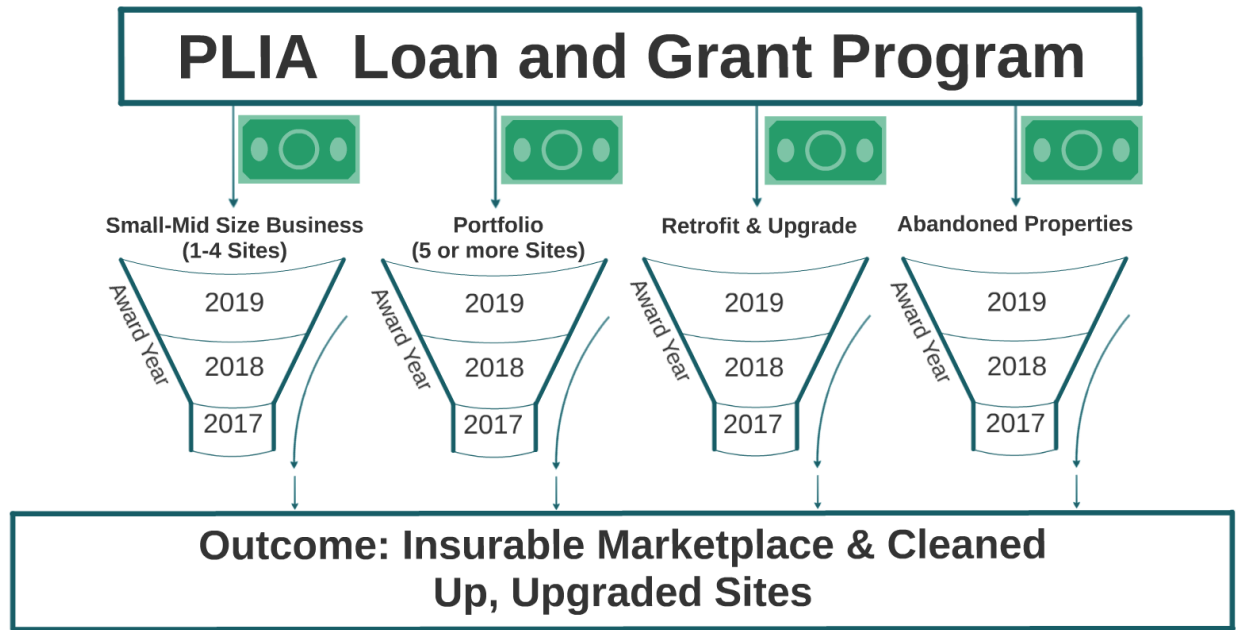 PLIA Loan and Grant Program
Small-Mid Size Business
(1-4 Sites)
Award Year
2019
2018
2017
Portfolio
(5 or more Sites)
Award Year
2019
2018
2017
Retrofit & Upgrade
Award Year
2019
2018
2017
Abandoned Properties
Award Year
2019
2018
2017
Outcome: Insurable Marketplace & Cleaned
Up, Upgraded Sites